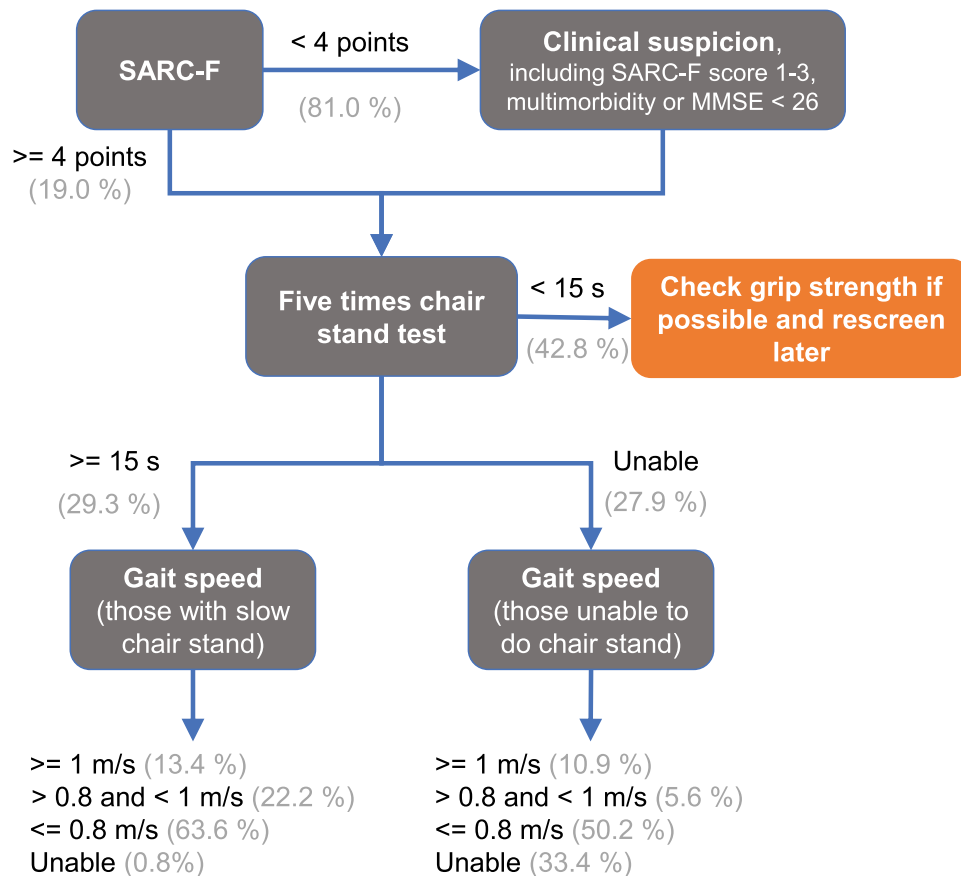 SARC-F
< 4 points
(81.0 %)
Clinical suspicion,
including SARC-F score 1-3,
multimorbidity or MMSE < 26
>= 4 points
(19.0 %)
Five times chair
stand test
< 15 s
(42.8 %)
Check grip strength if
possible and rescreen
later
>= 15 s
(29.3 %)
Unable
(27.9 %)
Gait speed
(those with slow
chair stand)
Gait speed
(those unable to
do chair stand)
>= 1 m/s (13.4 %)
> 0.8 and < 1 m/s (22.2 %)
<= 0.8 m/s (63.6 %)
Unable (0.8%)
>= 1 m/s (10.9 %)
> 0.8 and < 1 m/s (5.6 %)
<= 0.8 m/s (50.2 %)
Unable (33.4 %)